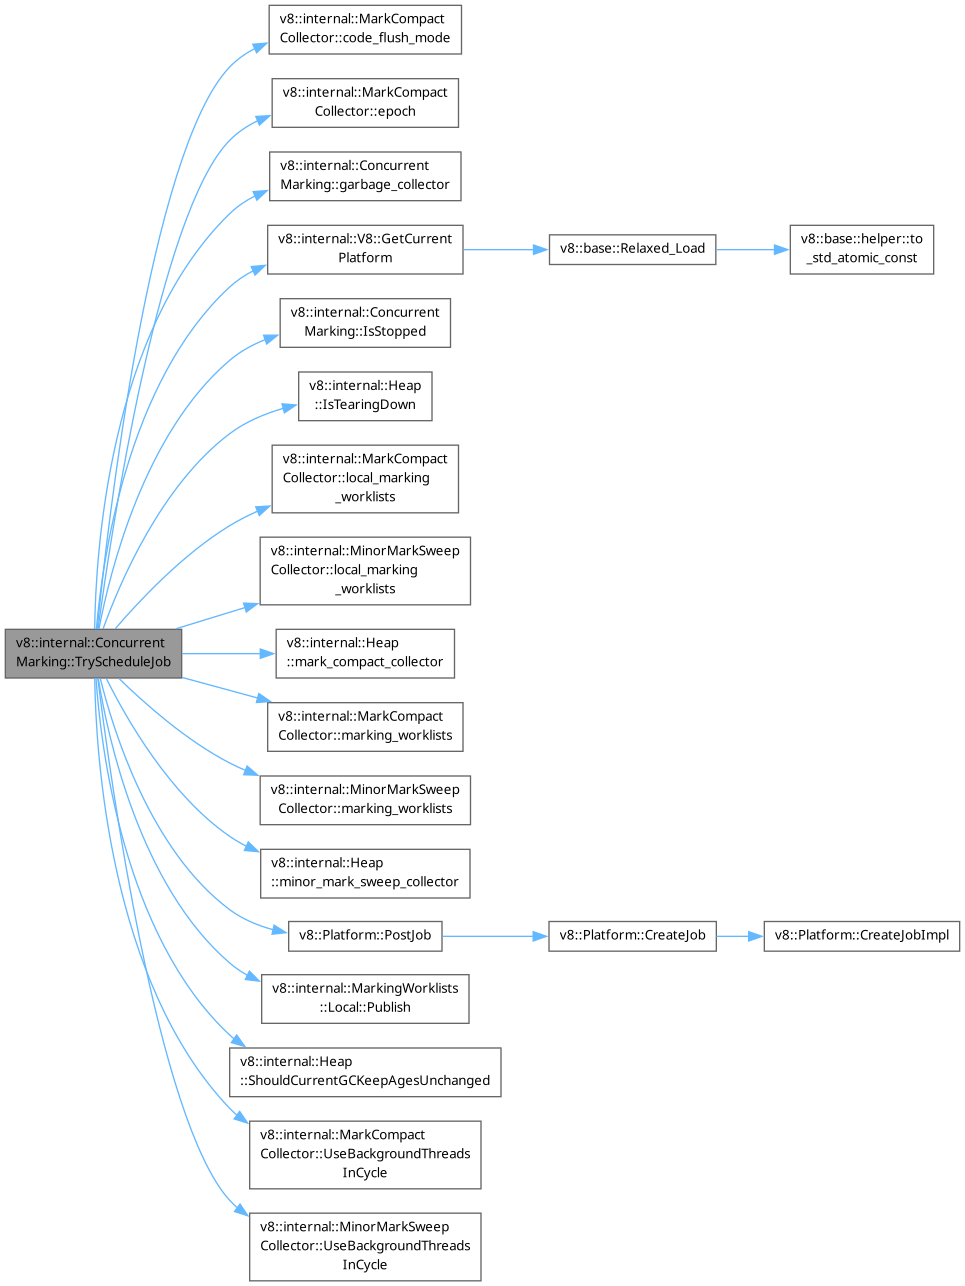 v8::internal::MarkCompact
Collector::code_flush_mode
v8::internal::MarkCompact
Collector::epoch
v8::internal::Concurrent
Marking::garbage_collector
v8::internal::V8::GetCurrent
Platform
v8::base::Relaxed_Load
v8::base::helper::to
_std_atomic_const
v8::internal::Concurrent
Marking::IsStopped
v8::internal::Heap
::IsTearingDown
v8::internal::MarkCompact
Collector::local_marking
_worklists
v8::internal::MinorMarkSweep
Collector::local_marking
_worklists
v8::internal::Concurrent
Marking::TryScheduleJob
v8::internal::Heap
::mark_compact_collector
v8::internal::MarkCompact
Collector::marking_worklists
v8::internal::MinorMarkSweep
Collector::marking_worklists
v8::internal::Heap
::minor_mark_sweep_collector
v8::Platform::PostJob
v8::Platform::CreateJob
v8::Platform::CreateJobImpl
v8::internal::MarkingWorklists
::Local::Publish
v8::internal::Heap
::ShouldCurrentGCKeepAgesUnchanged
v8::internal::MarkCompact
Collector::UseBackgroundThreads
InCycle
v8::internal::MinorMarkSweep
Collector::UseBackgroundThreads
InCycle